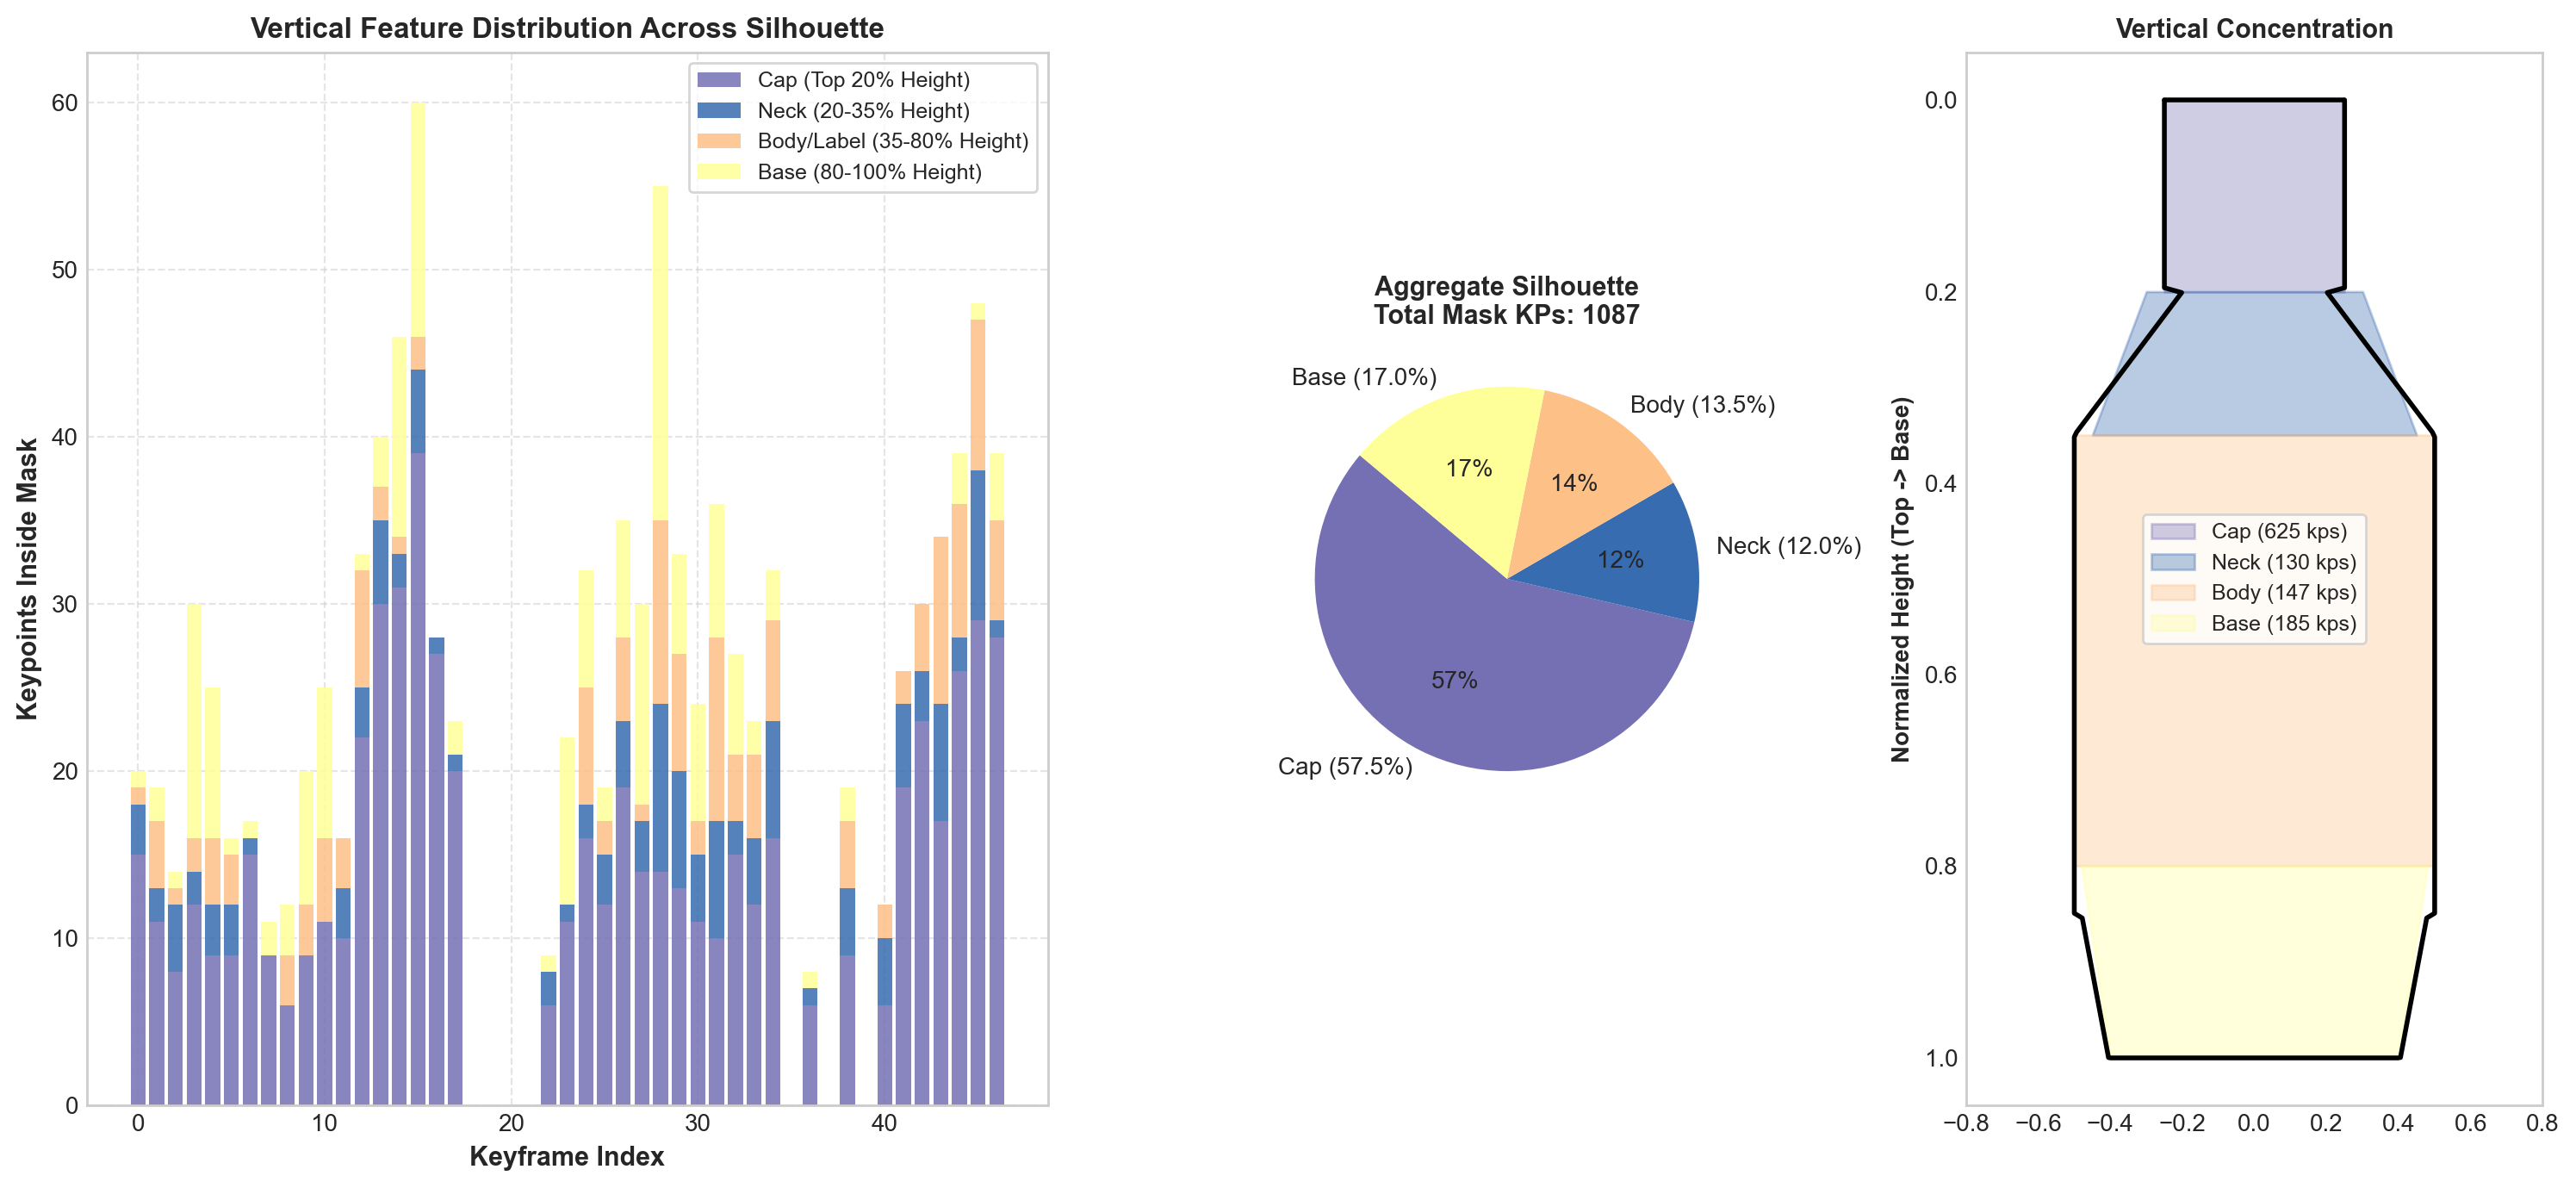 Vertical Feature Distribution Across Silhouette
Keypoints Inside Mask
60
50
40
30
20
10
0
Cap (Top 20% Height)
Neck (20-35% Height)
Body/Label (35-80% Height)
Base (80-100% Height)
0
10
20
30
40
Keyframe Index
Aggregate Silhouette
Total Mask KPs: 1087
Base (17.0%)
Body (13.5%)
17%
14%
Neck (12.0%)
12%
57%
Cap (57.5%)
Vertical Concentration
Normalized Height (Top -> Base)
0.0
0.2
0.4
0.6
0.8
1.0
Cap (625 kps)
Neck (130 kps)
Body (147 kps)
Base (185 kps)
−0.8
−0.6
−0.4
−0.2
0.0
0.2
0.4
0.6
0.8